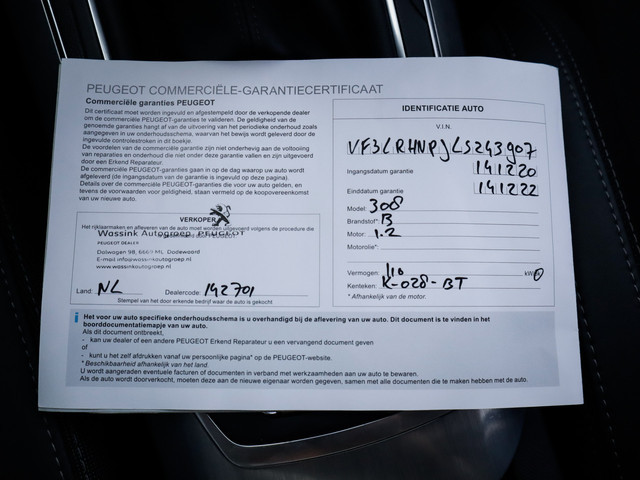 PEUGEOT COMMERCIËLE-GARANTIECERTIFICAAT
Commerciële garanties PEUGEOT
Dit certificaat moet worden ingevuld en afgestempeld door de verkopende dealer
om de commerciële PEUGEOT-garanties te valideren. De geldigheid van de
genoemde garanties hangt af van de uitvoering van het periodieke onderhoud zoals
aangegeven in uw onderhoudsschema, waarvan het bewijs wordt geleverd door de
ingevulde controlestroken in dit boekje.
De voordelen van de commerciële garanties zijn niet onderhevig aan de voltooiing
van reparaties en onderhoud die niet onder deze garantie vallen en zijn uitgevoerd
door een Erkend Reparateur.
De commerciële PEUGEOT-garanties gaan in op de dag waarop uw auto wordt
afgeleverd (de ingangsdatum van de garantie is ingevuld op deze pagina).
Details over de commerciële PEUGEOT-garanties die voor uw auto gelden, en
tevens de voorwaarden voor geldigheid, staan vermeld op de koopovereenkomst
van uw nieuwe auto.
VERKOPER
Het rijklaarmaken en afleveren van de auto moet worden uitgevoerd volgens de procedure die
Wassink Autogroep PEUGEOT
PEUGEOT DEALER
Dalwagen 98, 6669 ML Dodewaard
E-mail info@wassinkautogroep.nl
www.wassinkautogroep.nl
Land: NL Dealercode: 142701
Stempel van het door erkende bedrijf waar de auto is gekocht
IDENTIFICATIE AUTO
V.I.N.
VF3LRHNPJLS243907
Ingangsdatum garantie 141220
Einddatum garantie 141222
Model: 308
Brandstof*: B
Motor: 1.2
Motorolie*:
Vermogen: 110 kW
Kenteken: K-028-BT
* Afhankelijk van de motor.
i Het voor uw auto specifieke onderhoudsschema is u overhandigd bij de aflevering van uw auto. Dit document is te vinden in het
boorddocumentatiemapje van uw auto.
Als dit document ontbreekt,
- kan uw dealer of een andere PEUGEOT Erkend Reparateur u een vervangend document geven
of
- kunt u het zelf afdrukken vanaf uw persoonlijke pagina* op de PEUGEOT-website.
* Beschikbaarheid afhankelijk van het land.
U wordt aangeraden eventuele facturen of documenten in verband met werkzaamheden aan uw auto te bewaren.
Als de auto wordt doorverkocht, moeten deze aan de nieuwe eigenaar worden gegeven, samen met alle documenten die te maken hebben met de auto.